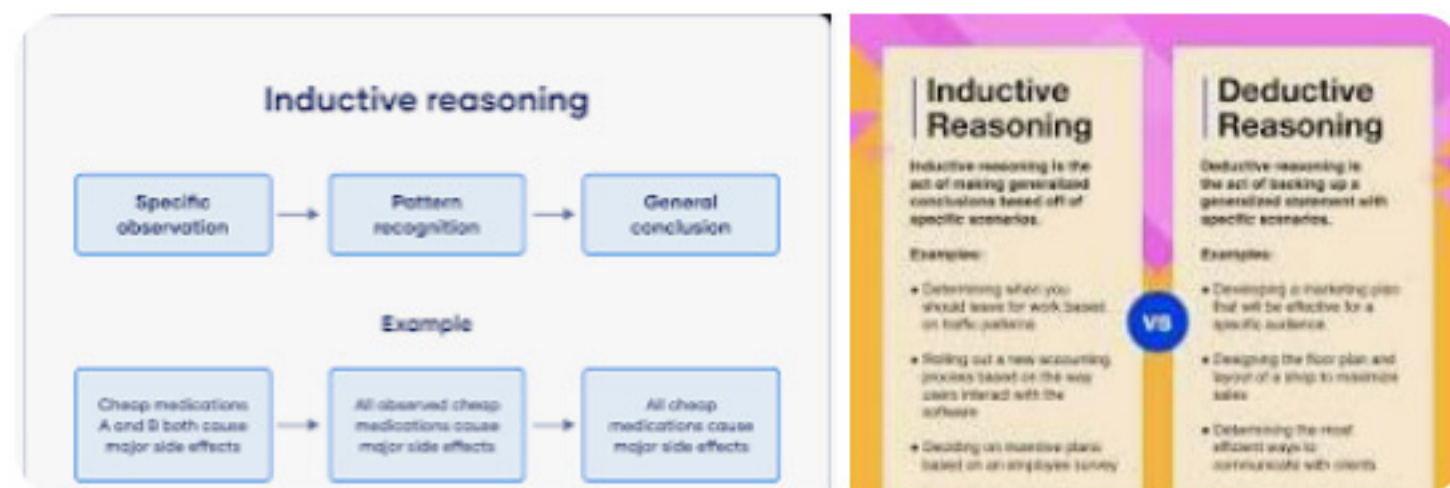 Inductive reasoning
Specific
observation
Pattern
recognition
General
conclusion
Example
Cheap medications
A and B both cause
major side effects
All observed cheap
medications cause
major side effects
All cheap
medications cause
major side effects
Inductive
Reasoning
Inductive reasoning is the
act of making generalized
conclusions based off of
specific scenarios.
Examples:
• Determining when you
should leave for work based
on traffic patterns
• Rolling out a new accounting
process based on the way
users interact with the
software
• Deciding on incentive plans
based on an employee survey
VS
Deductive
Reasoning
Deductive reasoning is
the act of backing up a
generalized statement with
specific scenarios.
Examples:
• Developing a marketing plan
that will be effective for a
specific audience
• Designing the floor plan and
layout of a shop to maximize
sales
• Determining the most
efficient ways to
communicate with clients